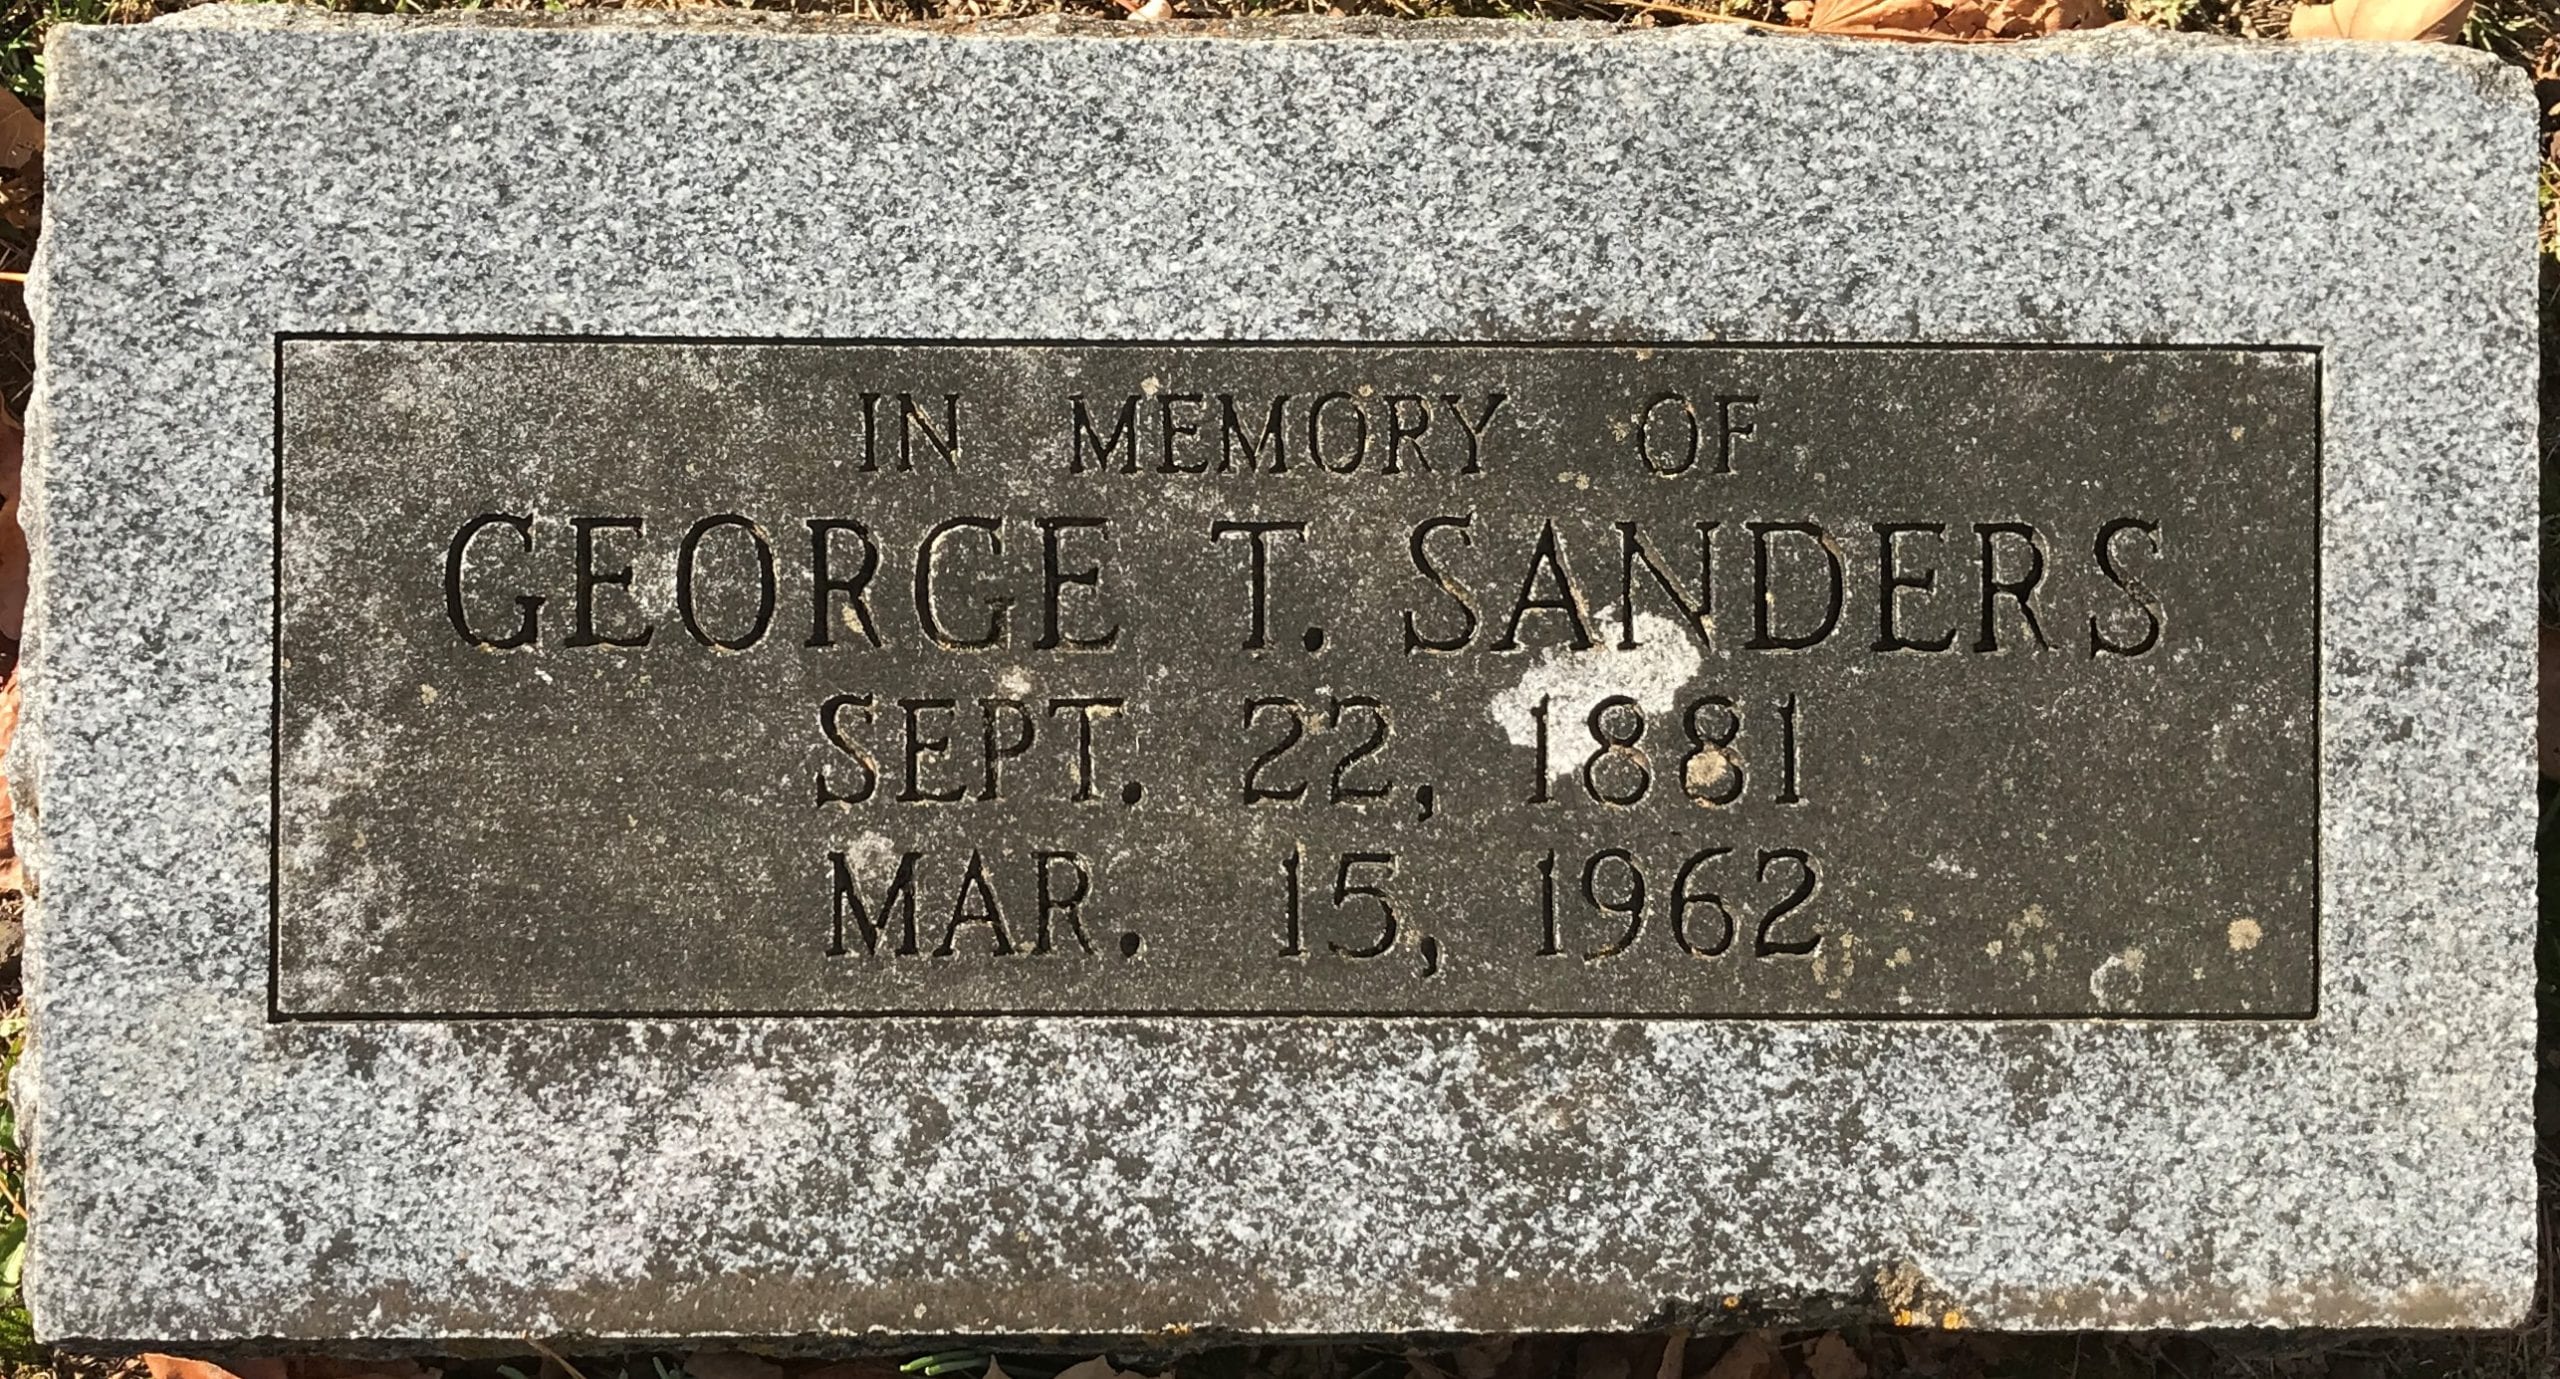 IN MEMORY OF
GEORGE T. SANDERS
SEPT. 22, 1881
MAR. 15, 1962